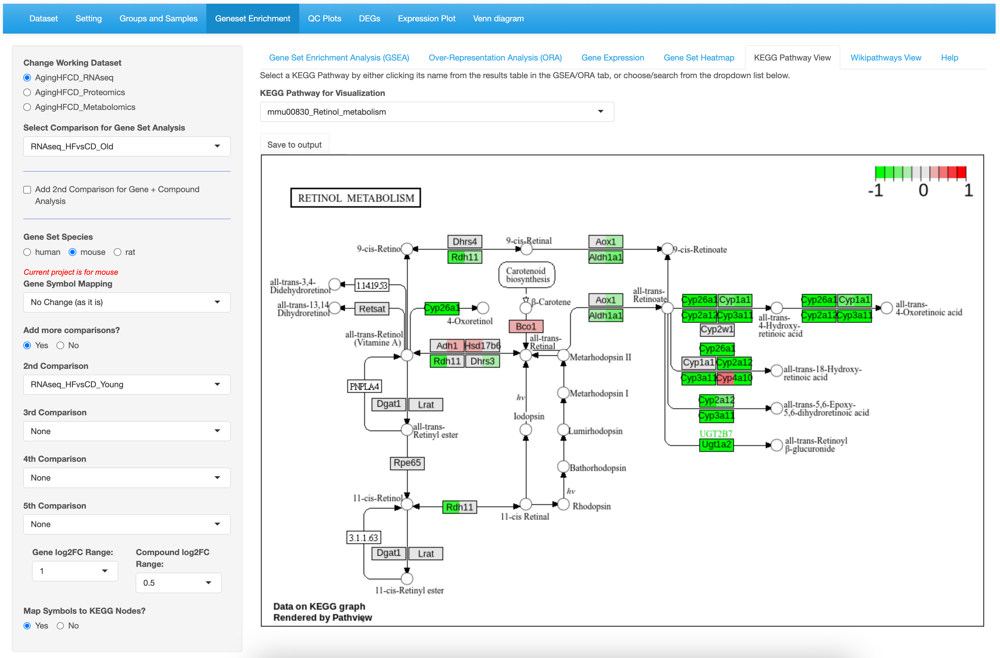 Dataset Setting Groups and Samples Geneset Enrichment QC Plots DEGs Expression Plot Venn diagram
Change Working Dataset
AgingHFCD_RNAseq
AgingHFCD_Proteomics
AgingHFCD_Metabolomics
Select Comparison for Gene Set Analysis
RNAseq_HFvsCD_Old
Add 2nd Comparison for Gene + Compound
Analysis
Gene Set Species
human mouse rat
Current project is for mouse
Gene Symbol Mapping
No Change (as it is)
Add more comparisons?
Yes No
2nd Comparison
RNAseq_HFvsCD_Young
3rd Comparison
None
4th Comparison
None
5th Comparison
None
Gene log2FC Range:
1
Compound log2FC
Range:
0.5
Map Symbols to KEGG Nodes?
Yes No
Gene Set Enrichment Analysis (GSEA) Over-Representation Analysis (ORA) Gene Expression Gene Set Heatmap KEGG Pathway View Wikipathways View Help
Select a KEGG Pathway by either clicking its name from the results table in the GSEA/ORA tab, or choose/search from the dropdown list below.
KEGG Pathway for Visualization
mmu00830_Retinol_metabolism
Save to output
-1 0 1
RETINOL METABOLISM
9-cis-Retinol
Dhrs4
Rdh11
9-cis-Retinal
Aox1
Aldh1a1
9-cis-Retinoate
Carotenoid
biosynthesis
all-trans-3,4-
Didehydroretinol
1.14.19.53
all-trans-13,14
Dihydroretinol
Retsat
Cyp26a1
4-Oxoretinol
β-Carotene
Bco1
Aox1
Aldh1a1
all-trans-
Retinoate
Cyp26a1 Cyp1a1
Cyp2a12 Cyp3a11
Cyp2w1
all-trans-
4-Hydroxy-
retinoic acid
Cyp26a1 Cyp1a1
Cyp2a12 Cyp3a11
all-trans-
4-Oxoretinoic acid
all-trans-Retinol
(Vitamine A)
Adh1 Hsd17b6
Rdh11 Dhrs3
all-trans-
Retinal
Metarhodopsin II
Cyp26a1
Cyp1a1 Cyp2a12
Cyp3a11 Cyp4a10
all-trans-18-Hydroxy-
retinoic acid
PNPLA4
Dgat1 Lrat
hv
Metarhodopsin I
Cyp2a12
Cyp3a11
all-trans-5,6-Epoxy-
5,6-dihydroretinoic acid
Iodopsin
all-trans-
Retinyl ester
Lumirhodopsin
UGT2B7
Ugt1a2
all-trans-Retinoyl
β-glucuronide
Rpe65
Bathorhodopsin
hv
11-cis-Retinol
Rdh11
11-cis Retinal
Rhodopsin
3.1.1.63
Dgat1 Lrat
11-cis-Retinyl ester
Data on KEGG graph
Rendered by Pathview